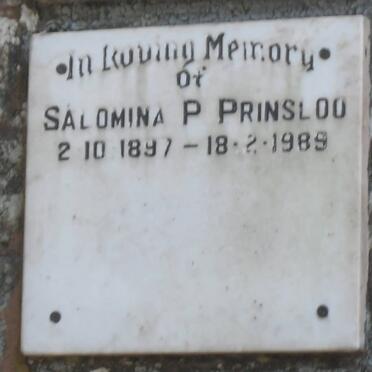 In Loving Memory
Of
SALOMINA P PRINSLOO
2 10 1897 - 18.2.1989